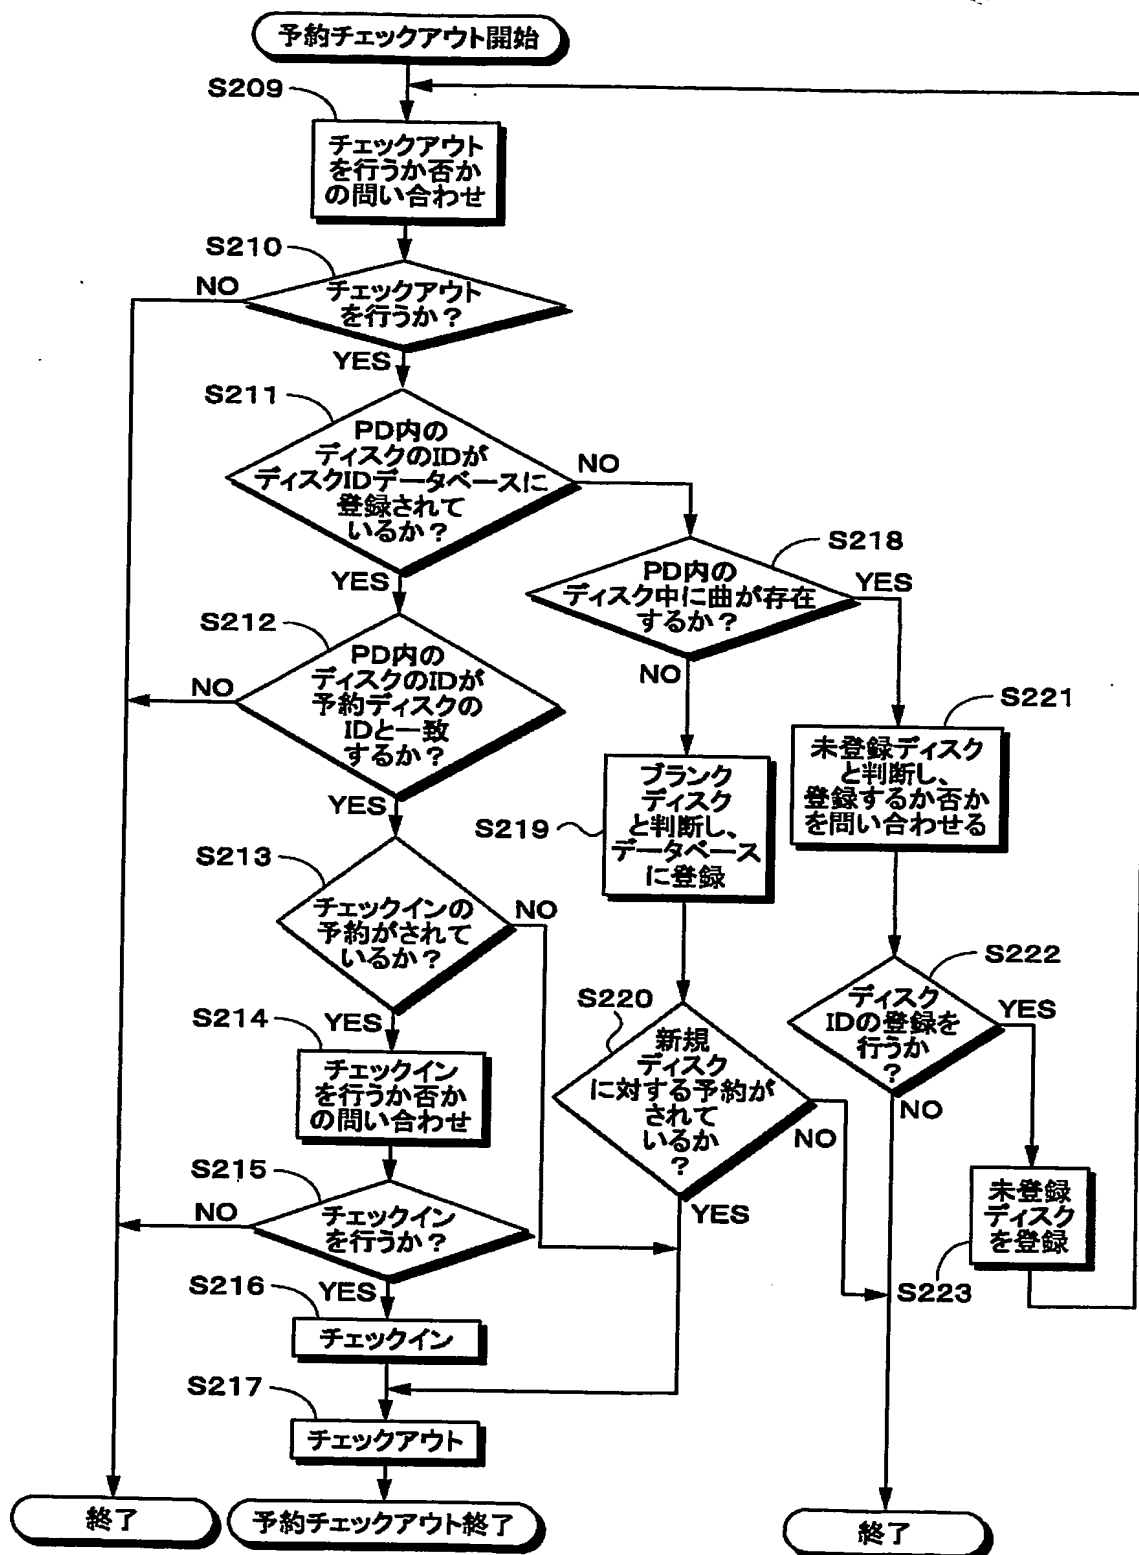 予約チェックアウト開始
S209
チェックアウト
を行うか否か
の問い合わせ
S210
NO
チェックアウト
を行うか？
YES
S211
PD内の
ディスクのIDが
ディスクIDデータベースに
登録されて
いるか？
NO
YES
S218
PD内の
ディスク中に曲が存在
するか？
YES
NO
S212
PD内の
ディスクのIDが
予約ディスクの
IDと一致
するか？
NO
YES
S221
未登録ディスク
と判断し、
登録するか否か
を問い合わせる
S219
ブランク
ディスク
と判断し、
データベース
に登録
S213
チェックインの
予約がされて
いるか？
NO
YES
S222
ディスク
IDの登録を
行うか
？
YES
NO
S220
新規
ディスク
に対する予約が
されて
いるか
？
NO
YES
S214
チェックイン
を行うか否か
の問い合わせ
S215
NO
チェックイン
を行うか？
YES
未登録
ディスク
を登録
S223
S216
チェックイン
S217
チェックアウト
終了
予約チェックアウト終了
終了